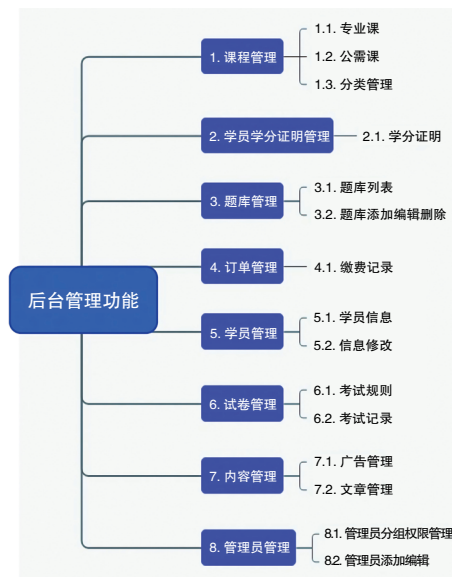 后台管理功能
1. 课程管理
1.1. 专业课
1.2. 公需课
1.3. 分类管理
2. 学员学分证明管理
2.1. 学分证明
3. 题库管理
3.1. 题库列表
3.2. 题库添加编辑删除
4. 订单管理
4.1. 缴费记录
5. 学员管理
5.1. 学员信息
5.2. 信息修改
6. 试卷管理
6.1. 考试规则
6.2. 考试记录
7. 内容管理
7.1. 广告管理
7.2. 文章管理
8. 管理员管理
8.1. 管理员分组权限管理
8.2. 管理员添加编辑